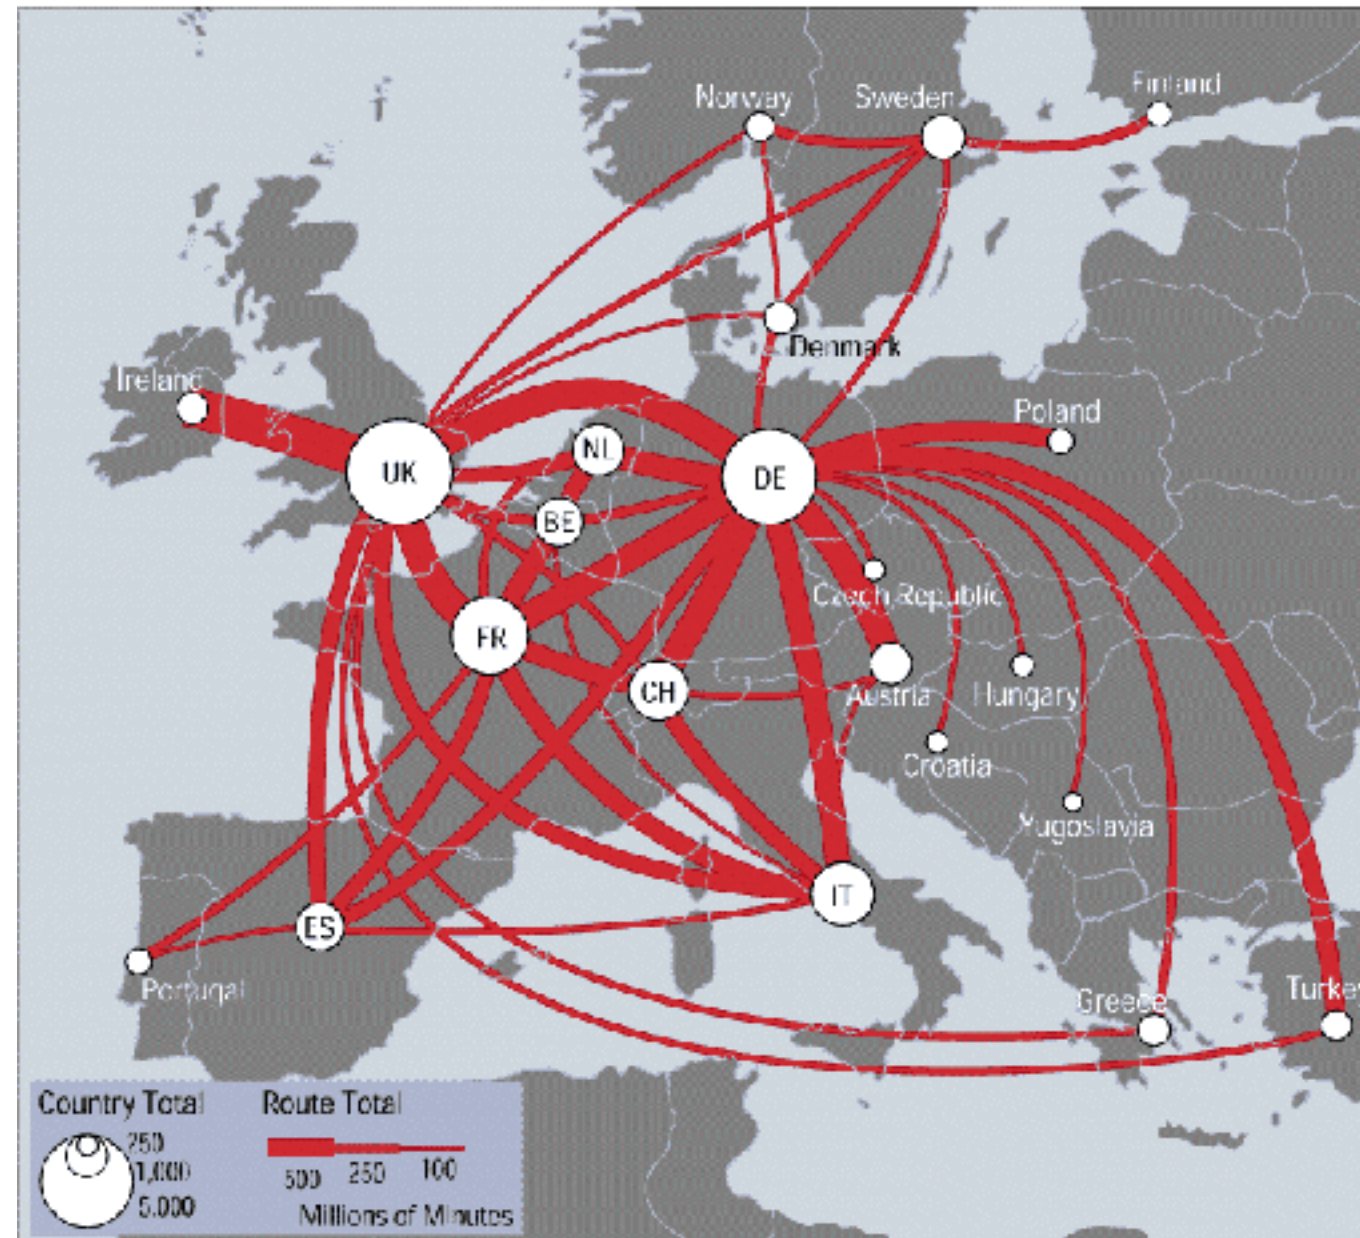 Norway
Sweden
Finland
Denmark
Ireland
Poland
UK
NL
DE
BE
Czech Republic
FR
CH
Austria
Hungary
Croatia
Yugoslavia
IT
ES
Portugal
Greece
Turkey
Country Total
250
1,000
5,000
Route Total
500 250 100
Millions of Minutes